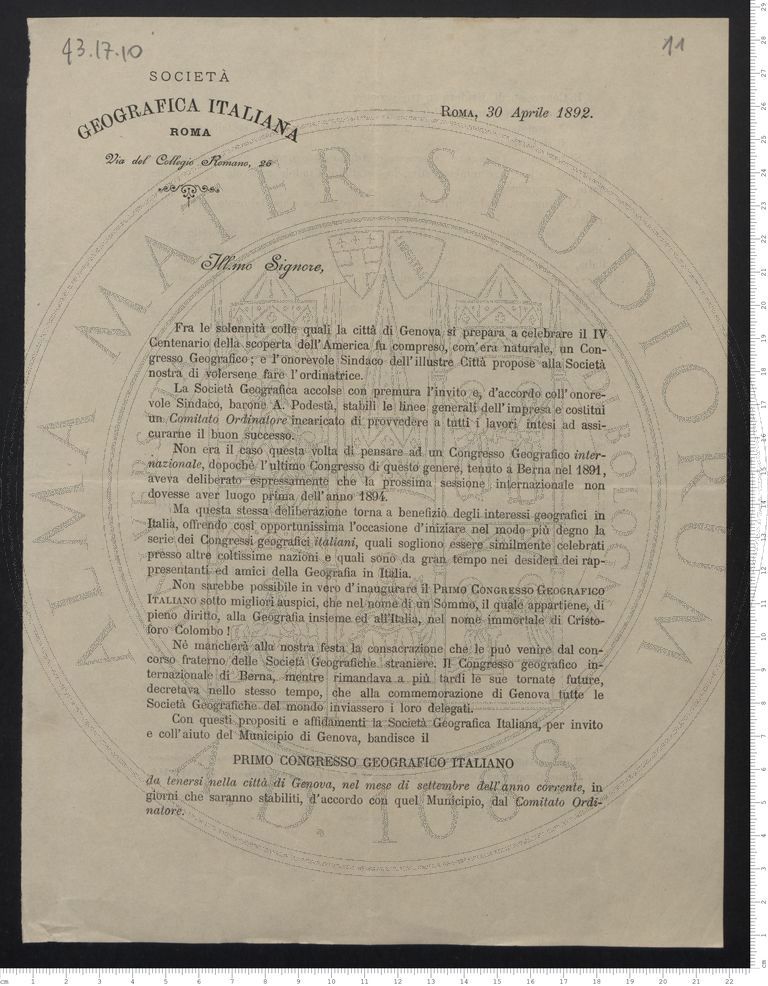 43.17.10
11
SOCIETÀ
GEOGRAFICA ITALIANA
ROMA
Via del Collegio Romano, 26
ROMA, 30 Aprile 1892.
Ill.mo Signore,
Fra le solennità colle quali la città di Genova si prepara a celebrare il IV
Centenario della scoperta dell'America fu compreso, com'era naturale, un Con-
gresso Geografico; e l'onorevole Sindaco dell'illustre Città propose alla Società
nostra di volersene fare l'ordinatrice.
La Società Geografica accolse con premura l'invito e, d'accordo coll'onore-
vole Sindaco, barone A. Podestà, stabilì le linee generali dell'impresa e costituì
un Comitato Ordinatore incaricato di provvedere a tutti i lavori intesi ad assi-
curarne il buon successo.
Non era il caso questa volta di pensare ad un Congresso Geografico inter-
nazionale, dopochè l'ultimo Congresso di questo genere, tenuto a Berna nel 1891,
aveva deliberato espressamente che la prossima sessione internazionale non
dovesse aver luogo prima dell'anno 1894.
Ma questa stessa deliberazione torna a benefizio degli interessi geografici in
Italia, offrendo così opportunissima l'occasione d'iniziare nel modo più degno la
serie dei Congressi geografici italiani, quali sogliono essere similmente celebrati
presso altre coltissime nazioni e quali sono da gran tempo nei desideri dei rap-
presentanti ed amici della Geografia in Italia.
Non sarebbe possibile in vero d'inaugurare il PRIMO CONGRESSO GEOGRAFICO
ITALIANO sotto migliori auspici, che nel nome di un Sommo, il quale appartiene, di
pieno diritto, alla Geografia insieme ed all'Italia, nel nome immortale di Cristo-
foro Colombo!
Nè mancherà alla nostra festa la consacrazione che le può venire dal con-
corso fraterno delle Società Geografiche straniere. Il Congresso geografico in-
ternazionale di Berna, mentre rimandava a più tardi le sue tornate future,
decretava nello stesso tempo, che alla commemorazione di Genova tutte le
Società Geografiche del mondo inviassero i loro delegati.
Con questi propositi e affidamenti la Società Geografica Italiana, per invito
e coll'aiuto del Municipio di Genova, bandisce il
PRIMO CONGRESSO GEOGRAFICO ITALIANO
da tenersi nella città di Genova, nel mese di settembre dell'anno corrente, in
giorni che saranno stabiliti, d'accordo con quel Municipio, dal Comitato Ordi-
natore.
ALMA MATER STUDIORUM
A.D. 1088